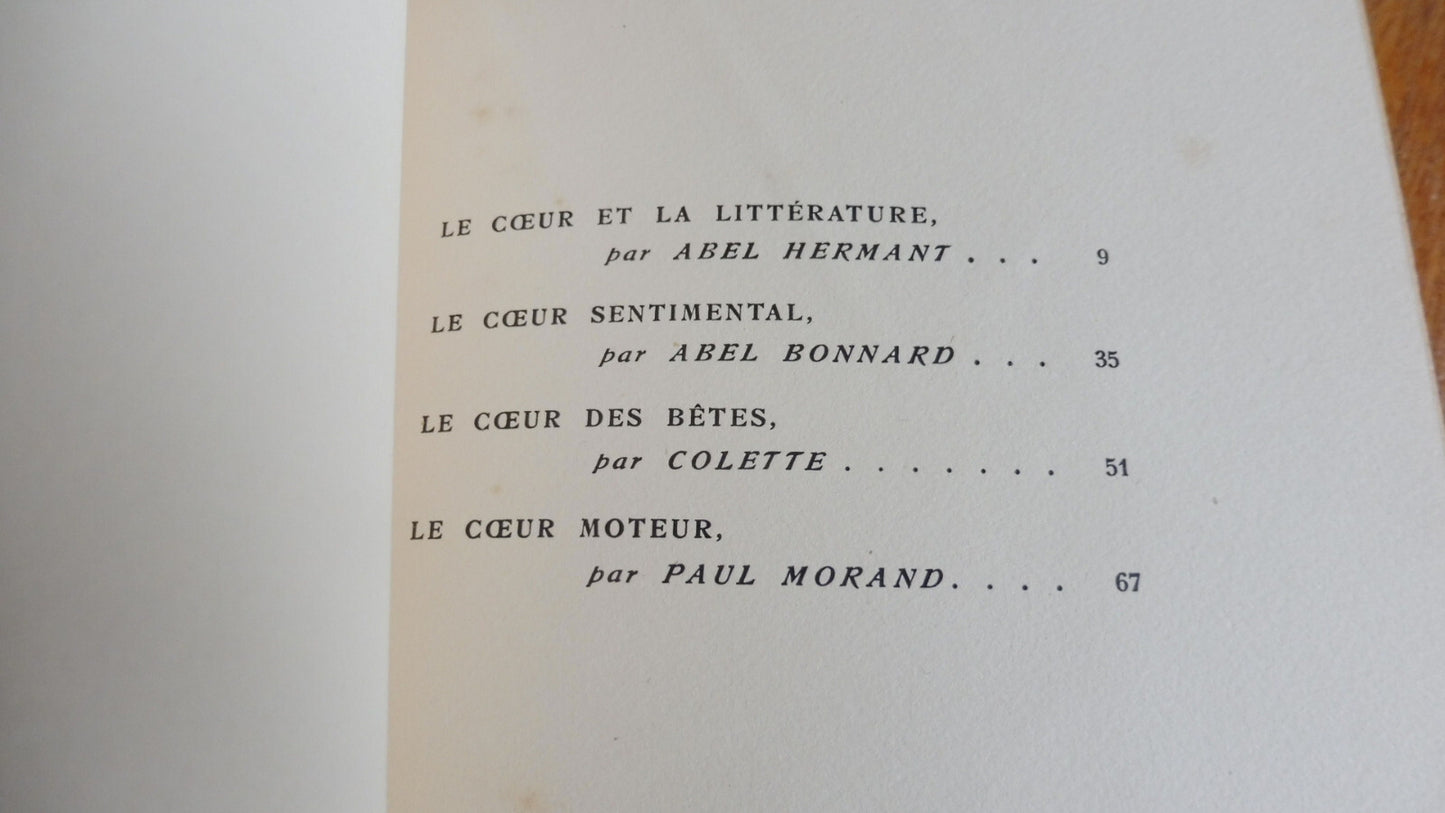 LE CŒUR ET LA LITTÉRATURE,
par ABEL HERMANT . . . 9
LE CŒUR SENTIMENTAL,
par ABEL BONNARD . . . 35
LE CŒUR DES BÊTES,
par COLETTE . . . . . . . 51
LE CŒUR MOTEUR,
par PAUL MORAND. . . . 67